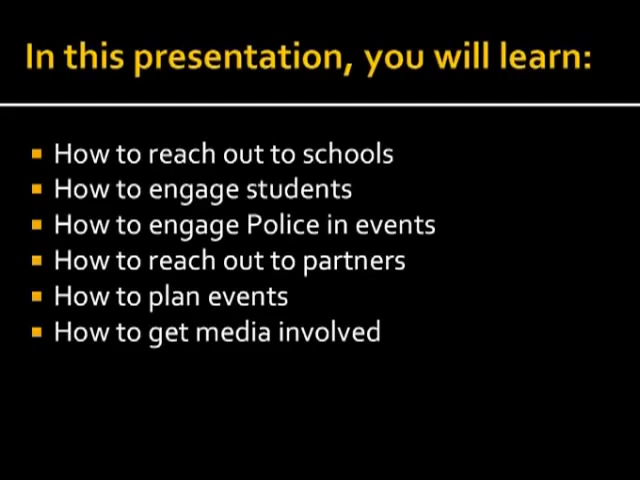 In this presentation, you will learn:
How to reach out to schools
How to engage students
How to engage Police in events
How to reach out to partners
How to plan events
How to get media involved